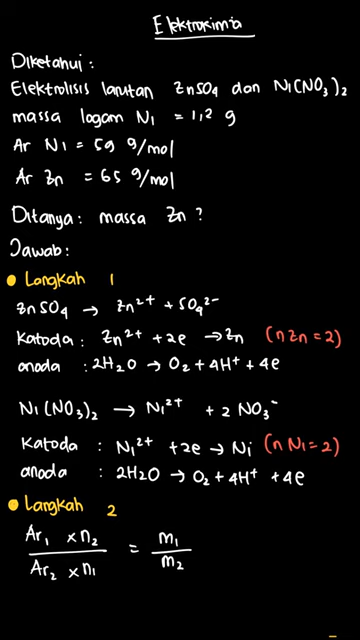 Elektrokimia
Diketahui :
Elektrolisis larutan ZnSO₄ dan Ni(NO₃)₂
massa logam Ni = 1,2 g
Ar Ni = 59 g/mol
Ar Zn = 65 g/mol
Ditanya : massa Zn ?
Jawab :
Langkah 1
ZnSO₄ → Zn²⁺ + SO₄²⁻
Katoda : Zn²⁺ + 2e → Zn (n Zn = 2)
anoda : 2H₂O → O₂ + 4H⁺ + 4e
Ni(NO₃)₂ → Ni²⁺ + 2 NO₃⁻
Katoda : Ni²⁺ + 2e → Ni (n Ni = 2)
anoda : 2H₂O → O₂ + 4H⁺ + 4e
Langkah 2
Ar₁ × n₂ / Ar₂ × n₁ = m₁ / m₂